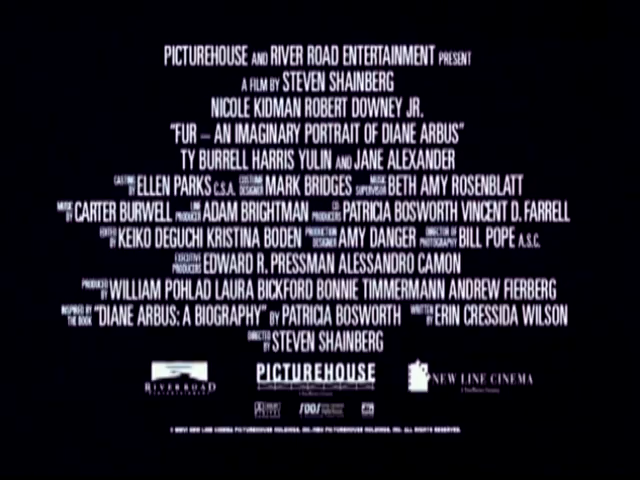 PICTUREHOUSE AND RIVER ROAD ENTERTAINMENT PRESENT
A FILM BY STEVEN SHAINBERG
NICOLE KIDMAN ROBERT DOWNEY JR.
"FUR – AN IMAGINARY PORTRAIT OF DIANE ARBUS"
TY BURRELL HARRIS YULIN AND JANE ALEXANDER
CASTING BY ELLEN PARKS C.S.A. COSTUME DESIGNER MARK BRIDGES MUSIC SUPERVISOR BETH AMY ROSENBLATT
MUSIC BY CARTER BURWELL LINE PRODUCER ADAM BRIGHTMAN CO-PRODUCERS PATRICIA BOSWORTH VINCENT D. FARRELL
EDITED BY KEIKO DEGUCHI KRISTINA BODEN PRODUCTION DESIGNER AMY DANGER DIRECTOR OF PHOTOGRAPHY BILL POPE A.S.C.
EXECUTIVE PRODUCERS EDWARD R. PRESSMAN ALESSANDRO CAMON
PRODUCED BY WILLIAM POHLAD LAURA BICKFORD BONNIE TIMMERMANN ANDREW FIERBERG
INSPIRED BY THE BOOK "DIANE ARBUS: A BIOGRAPHY" BY PATRICIA BOSWORTH WRITTEN BY ERIN CRESSIDA WILSON
DIRECTED BY STEVEN SHAINBERG
RIVER ROAD ENTERTAINMENT
PICTUREHOUSE
NEW LINE CINEMA